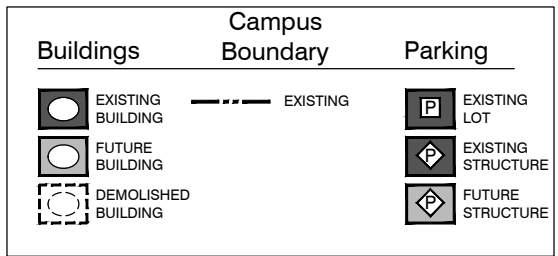 Buildings
Campus
Boundary
Parking
EXISTING
BUILDING
FUTURE
BUILDING
DEMOLISHED
BUILDING
EXISTING
P
EXISTING
LOT
P
EXISTING
STRUCTURE
P
FUTURE
STRUCTURE